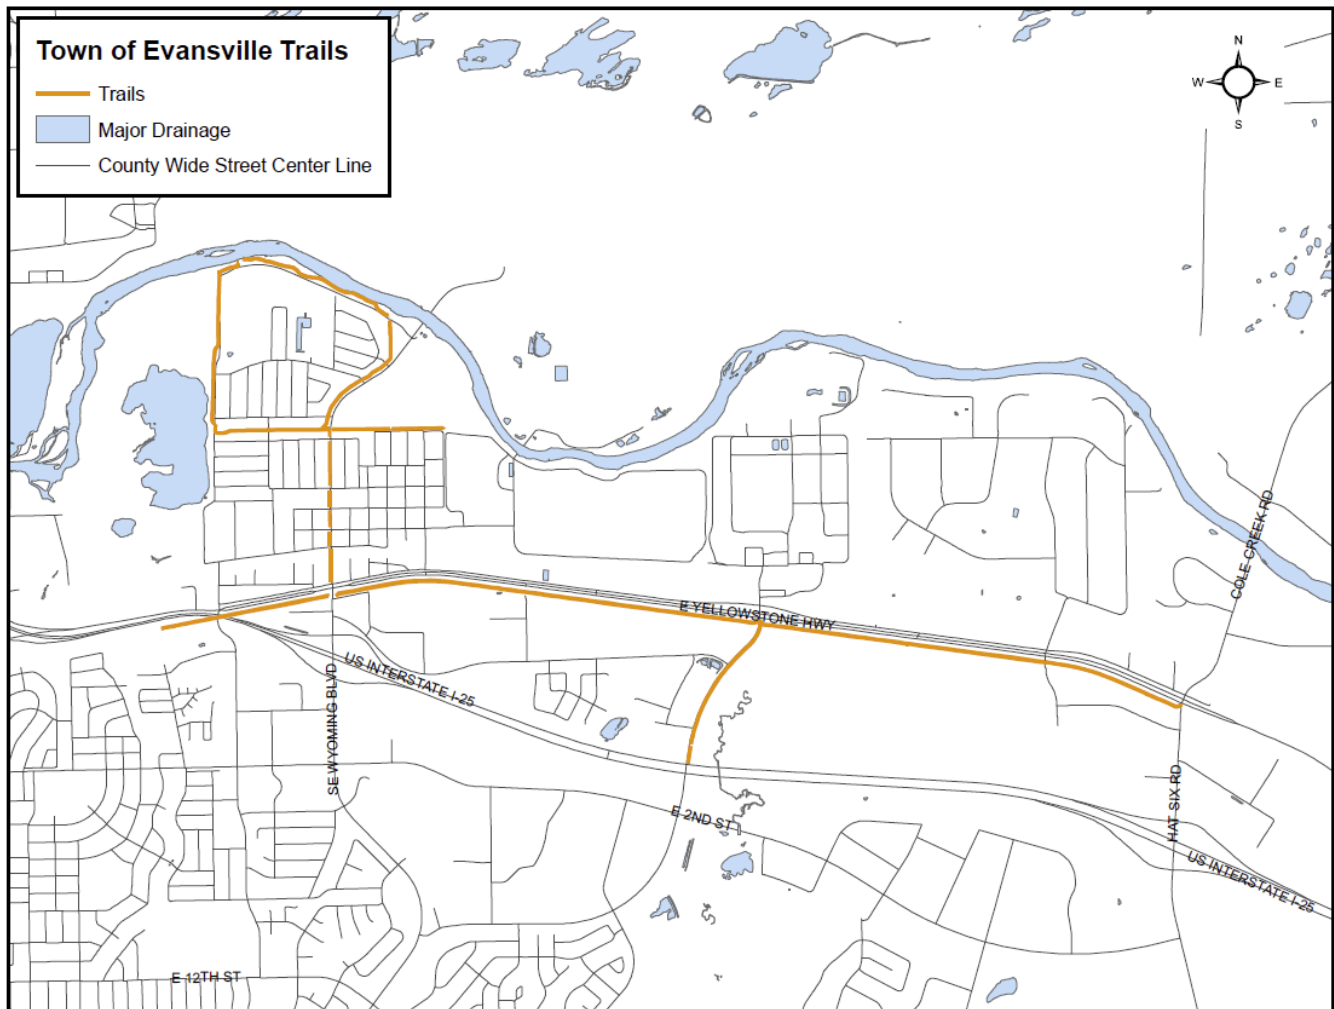 Town of Evansville Trails
Trails
Major Drainage
County Wide Street Center Line
N
W
E
S
COLE CREEK RD
E YELLOWSTONE HWY
US INTERSTATE I-25
SE WYOMING BLVD
HAT SIX RD
E 2ND ST
US INTERSTATE I-25
E 12TH ST